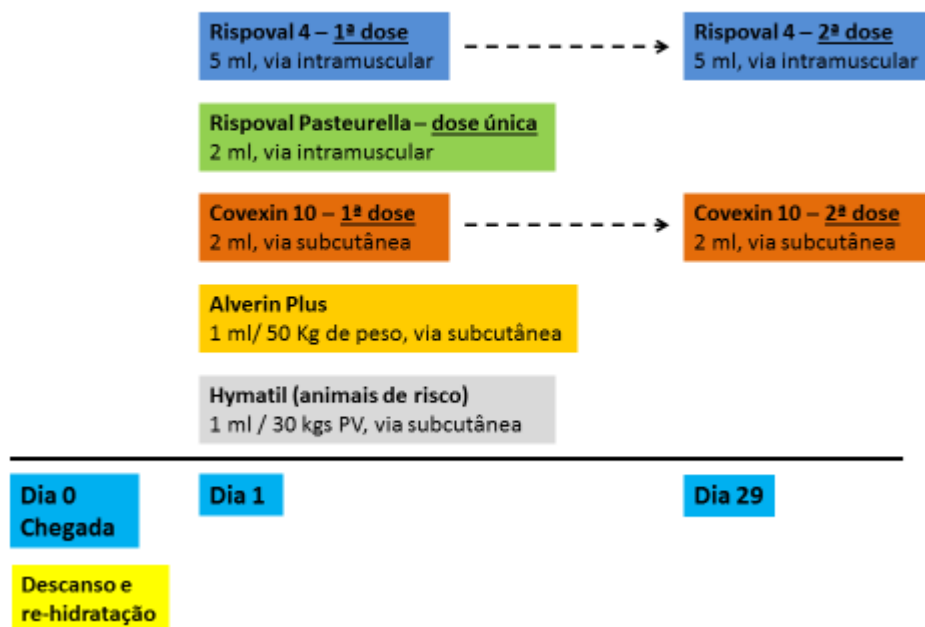 Rispoval 4 – 1ª dose
5 ml, via intramuscular
Rispoval 4 – 2ª dose
5 ml, via intramuscular
Rispoval Pasteurella – dose única
2 ml, via intramuscular
Covexin 10 – 1ª dose
2 ml, via subcutânea
Covexin 10 – 2ª dose
2 ml, via subcutânea
Alverin Plus
1 ml/ 50 Kg de peso, via subcutânea
Hymatil (animais de risco)
1 ml / 30 kgs PV, via subcutânea
Dia 0
Chegada
Dia 1
Dia 29
Descanso e
re-hidratação